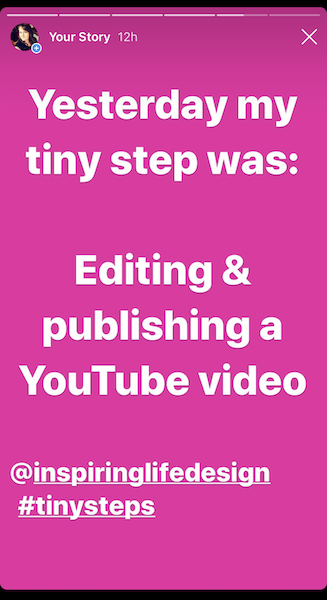 Your Story 12h
Yesterday my
tiny step was:
Editing &
publishing a
YouTube video
@inspiringlifedesign
#tinysteps